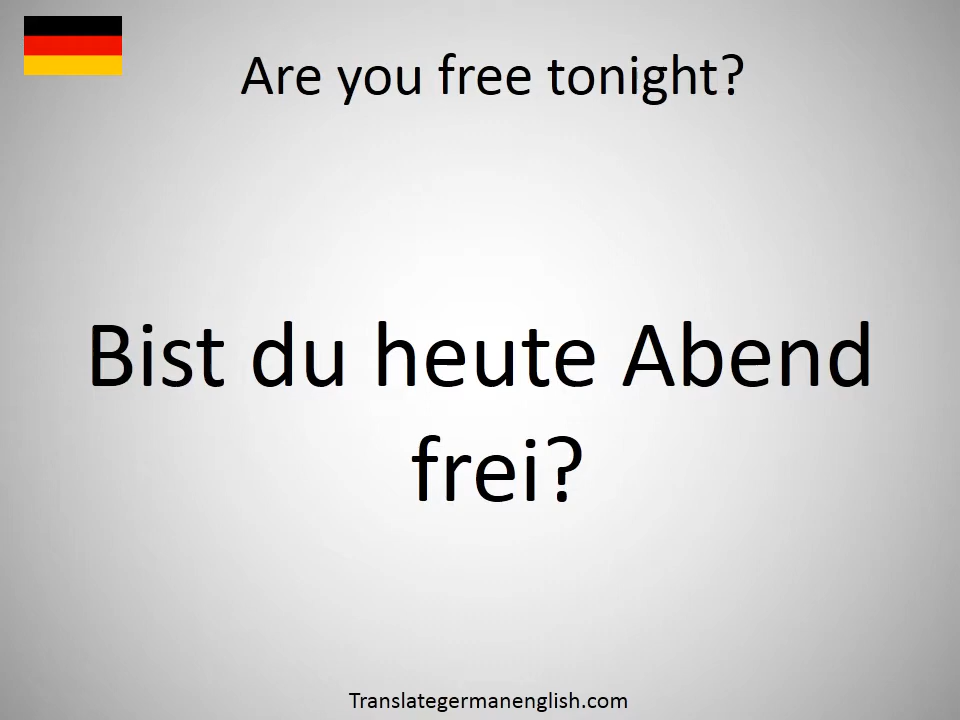 Are you free tonight?
Bist du heute Abend
frei?
Translategermanenglish.com